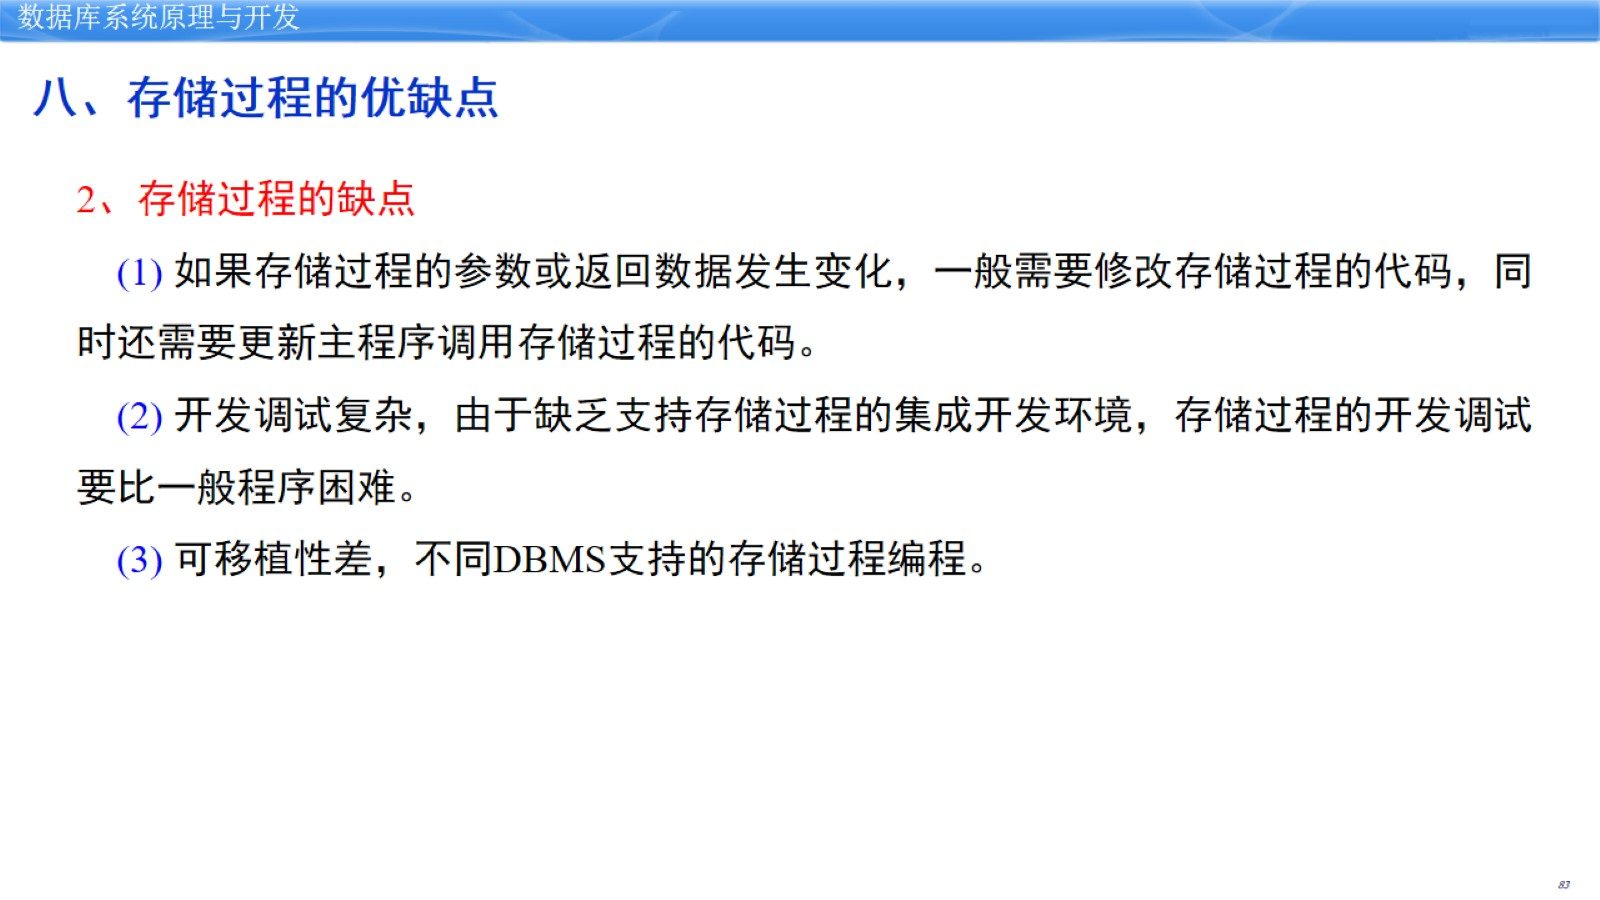 数据库系统原理与开发
八、存储过程的优缺点
2、存储过程的缺点
(1) 如果存储过程的参数或返回数据发生变化，一般需要修改存储过程的代码，同
时还需要更新主程序调用存储过程的代码。
(2) 开发调试复杂，由于缺乏支持存储过程的集成开发环境，存储过程的开发调试
要比一般程序困难。
(3) 可移植性差，不同DBMS支持的存储过程编程。
83